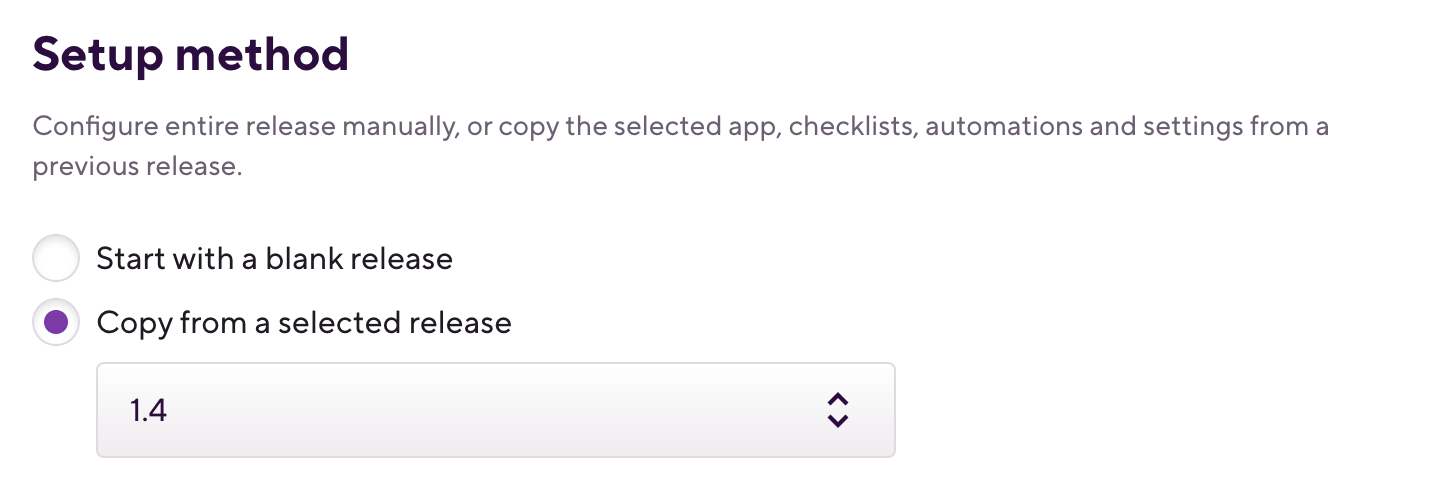 Setup method
Configure entire release manually, or copy the selected app, checklists, automations and settings from a
previous release.
Start with a blank release
Copy from a selected release
1.4